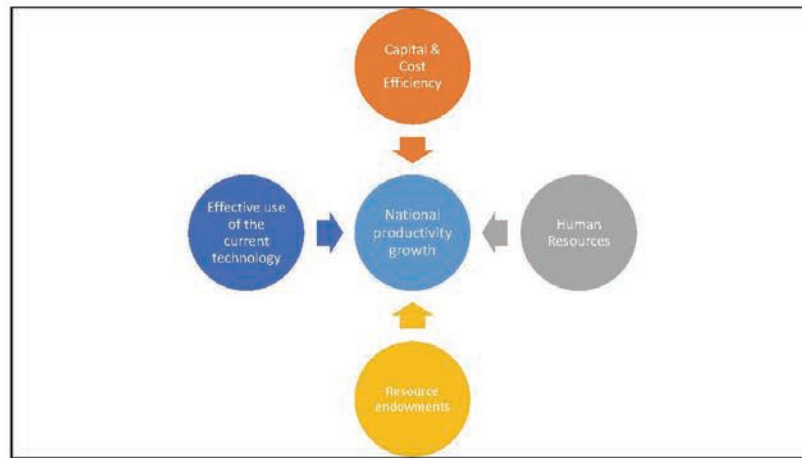 Capital &
Cost
Efficiency
Effective use
of the
current
technology
National
productivity
growth
Human
Resources
Resource
endowments